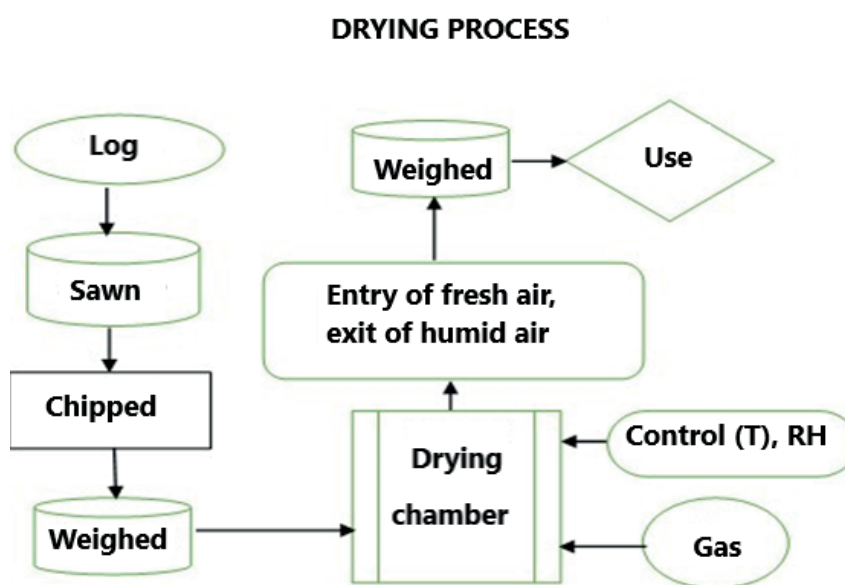 DRYING PROCESS
Log
Sawn
Chipped
Weighed
Drying
chamber
Control (T), RH
Gas
Entry of fresh air,
exit of humid air
Weighed
Use